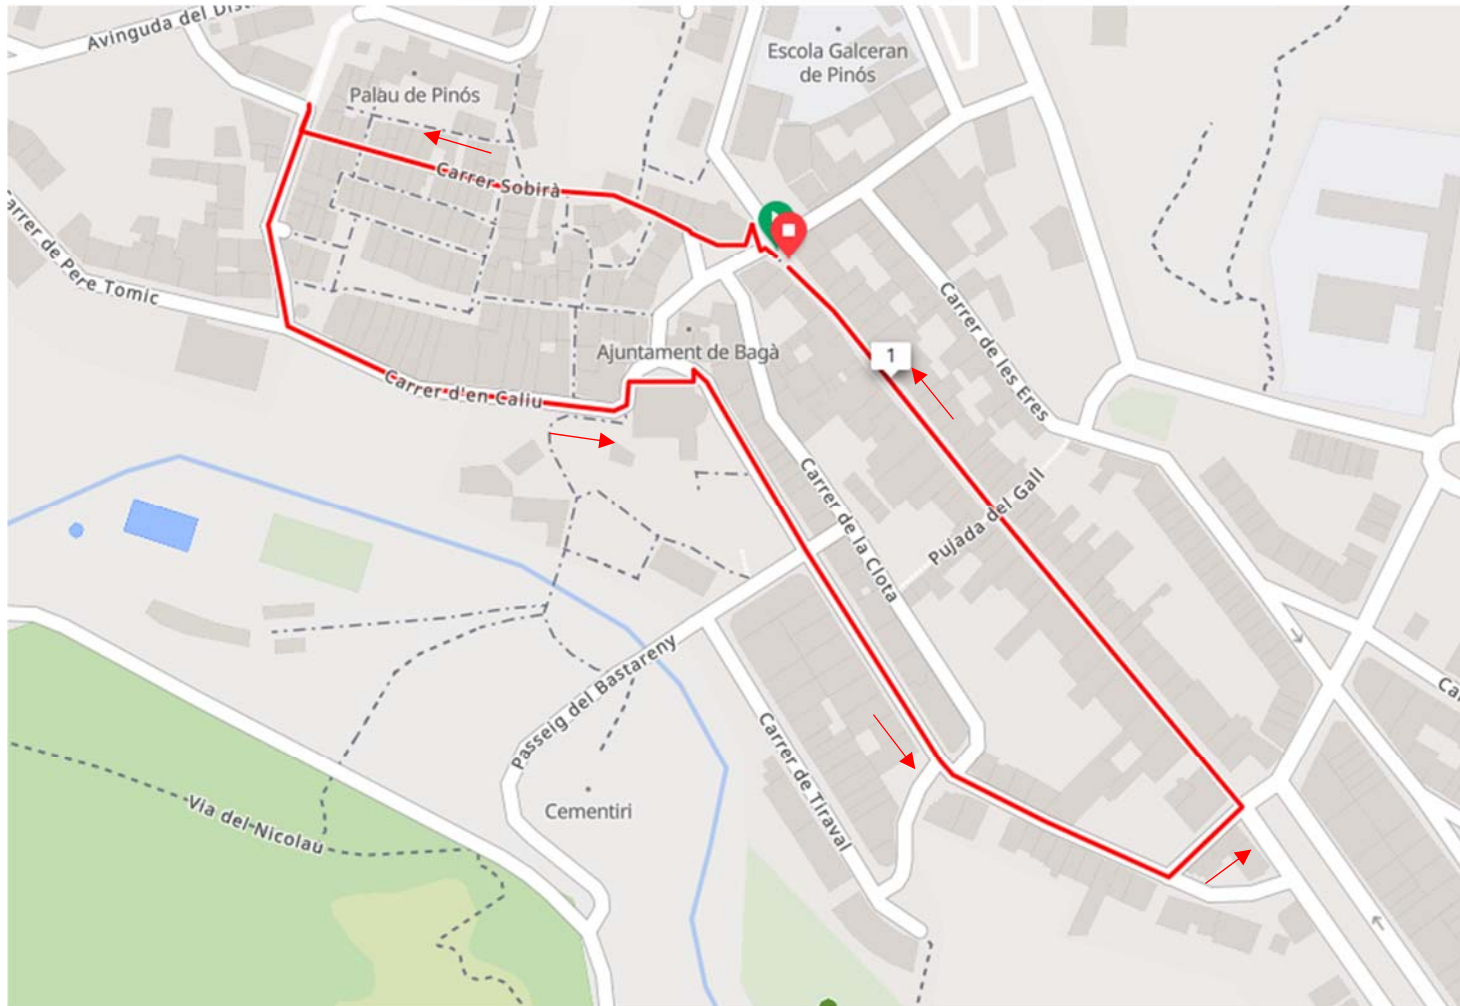 Avinguda del Dist
Escola Galceran
de Pinós
Palau de Pinós
Carrer Sobirà
arrer de Pere Tomic
Carrer de les Eres
Ajuntament de Bagà
1
Carrer d'en Caliu
Carrer de la Clota
Pujada del Gall
Passeig del Bastareny
Ca
Carrer de Tiraval
Cementiri
Via del Nicolau